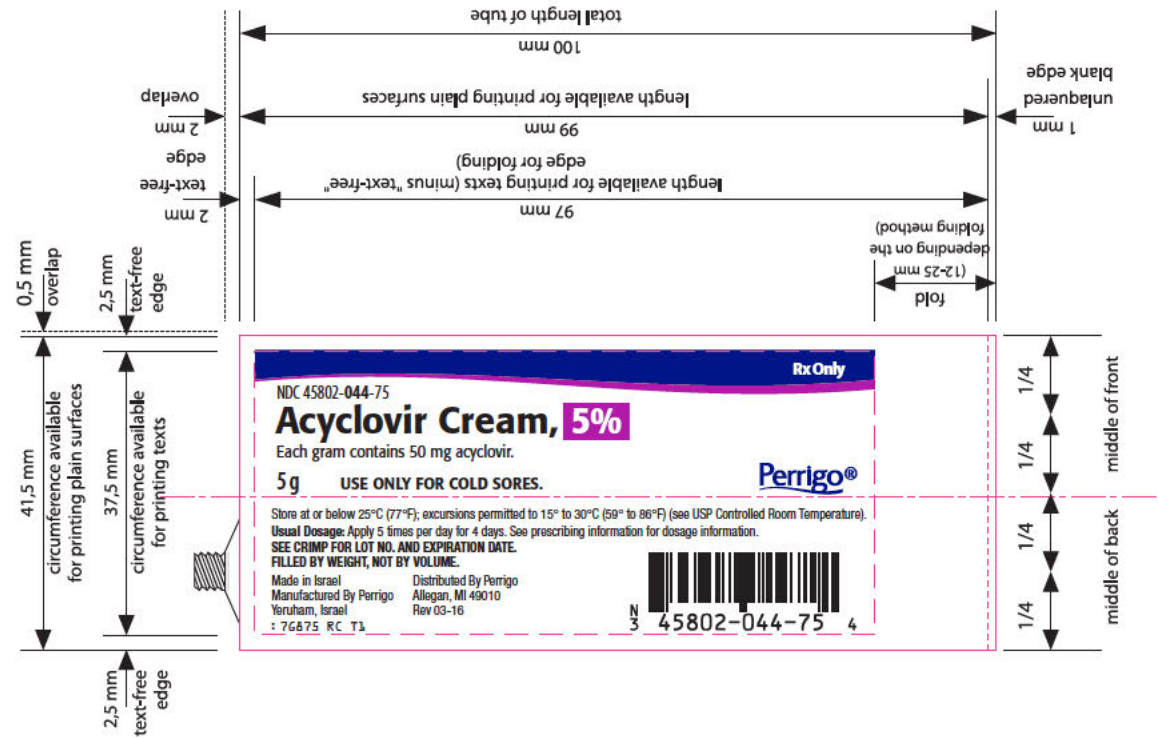 total length of tube
100 mm
unlaquered
blank edge
1 mm
overlap
2 mm
length available for printing plain surfaces
99 mm
text-free
edge
2 mm
length available for printing texts (minus "text-free"
edge for folding)
97 mm
fold
(12-25 mm
depending on the
folding method)
0,5 mm
overlap
2,5 mm
text-free
edge
41,5 mm
circumference available
for printing plain surfaces
37,5 mm
circumference available
for printing texts
2,5 mm
text-free
edge
Rx Only
NDC 45802-044-75
Acyclovir Cream, 5%
Each gram contains 50 mg acyclovir.
5 g USE ONLY FOR COLD SORES.
Perrigo®
Store at or below 25°C (77°F); excursions permitted to 15° to 30°C (59° to 86°F) (see USP Controlled Room Temperature).
Usual Dosage: Apply 5 times per day for 4 days. See prescribing information for dosage information.
SEE CRIMP FOR LOT NO. AND EXPIRATION DATE.
FILLED BY WEIGHT, NOT BY VOLUME.
Made in Israel
Manufactured By Perrigo
Yeruham, Israel
: 7G875 RC T1
Distributed By Perrigo
Allegan, MI 49010
Rev 03-16
N
3 45802-044-75 4
1/4
1/4
middle of front
1/4
1/4
middle of back